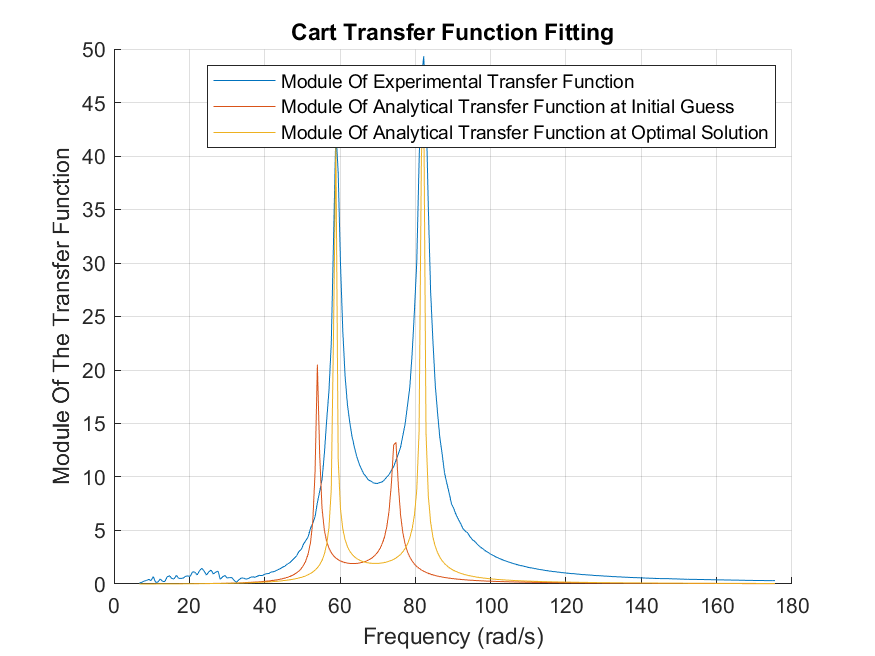 Cart Transfer Function Fitting
Module Of Experimental Transfer Function
Module Of Analytical Transfer Function at Initial Guess
Module Of Analytical Transfer Function at Optimal Solution
Module Of The Transfer Function
50
45
40
35
30
25
20
15
10
5
0
0 20 40 60 80 100 120 140 160 180
Frequency (rad/s)